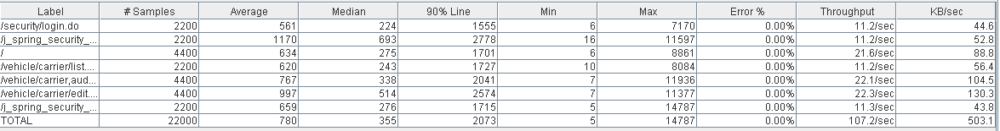 Label # Samples Average Median 90% Line Min Max Error % Throughput KB/sec
/security/login.do 2200 561 224 1555 6 7170 0.00% 11.2/sec 44.6
/j_spring_security_... 2200 1170 693 2778 16 11597 0.00% 11.2/sec 52.8
/ 4400 634 275 1701 6 8861 0.00% 21.6/sec 88.8
/vehicle/carrier/list.... 2200 620 243 1727 10 8084 0.00% 11.2/sec 56.4
/vehicle/carrier,aud... 4400 767 338 2041 7 11936 0.00% 22.1/sec 104.5
/vehicle/carrier/edit.... 4400 997 514 2574 7 11377 0.00% 22.3/sec 130.3
/j_spring_security_... 2200 659 276 1715 5 14787 0.00% 11.3/sec 43.8
TOTAL 22000 780 355 2073 5 14787 0.00% 107.2/sec 503.1